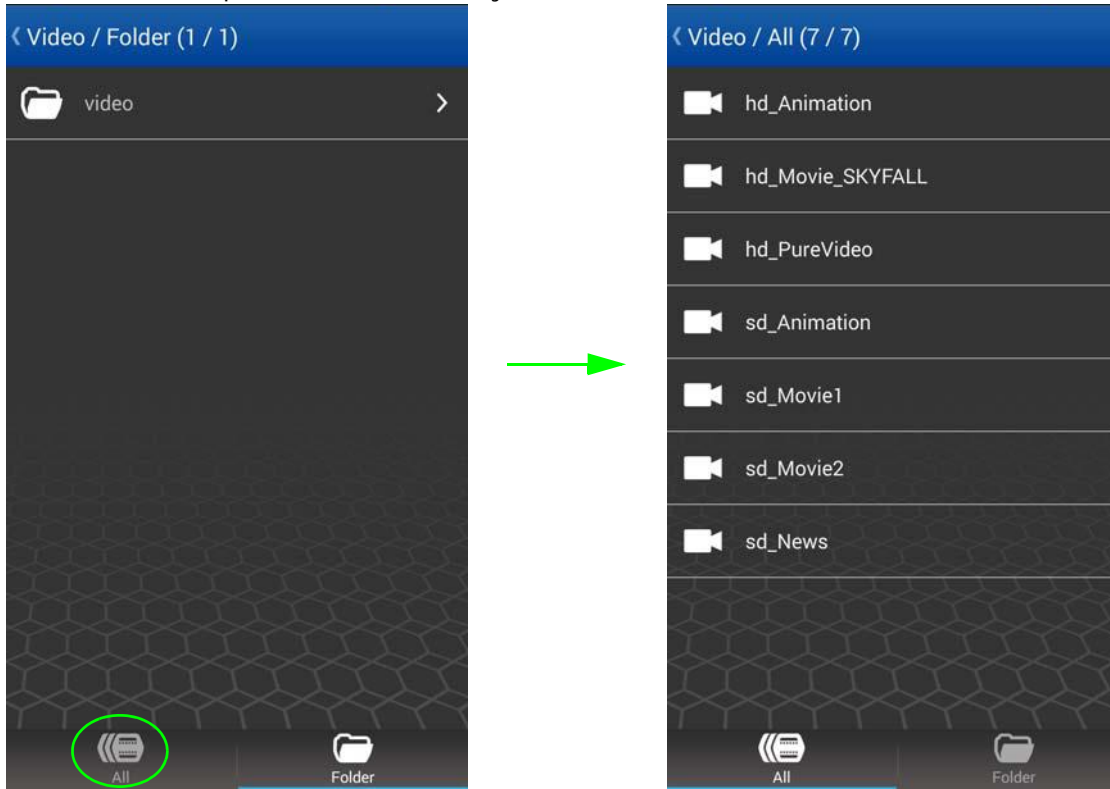 Video / Folder (1 / 1)
video
All
Folder
Video / All (7 / 7)
hd_Animation
hd_Movie_SKYFALL
hd_PureVideo
sd_Animation
sd_Movie1
sd_Movie2
sd_News
All
Folder